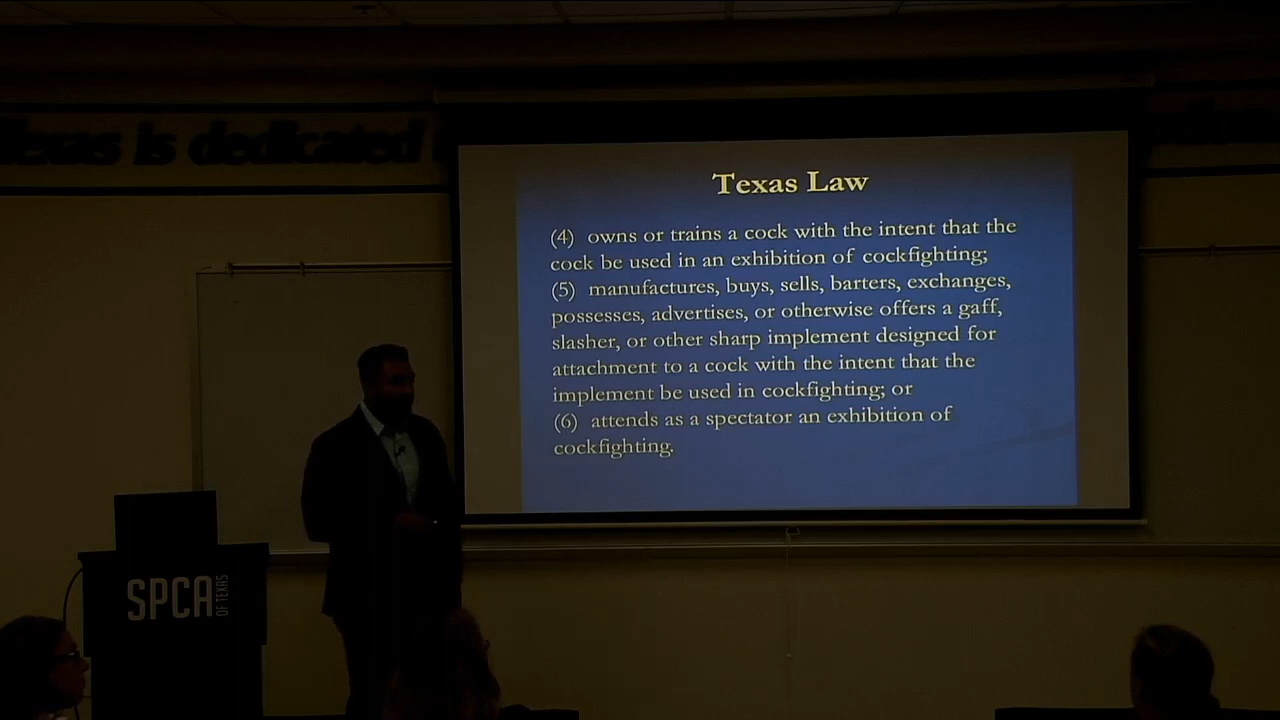 Texas is dedicated
Texas Law
(4) owns or trains a cock with the intent that the
cock be used in an exhibition of cockfighting;
(5) manufactures, buys, sells, barters, exchanges,
possesses, advertises, or otherwise offers a gaff,
slasher, or other sharp implement designed for
attachment to a cock with the intent that the
implement be used in cockfighting; or
(6) attends as a spectator an exhibition of
cockfighting.
SPCA
OF TEXAS